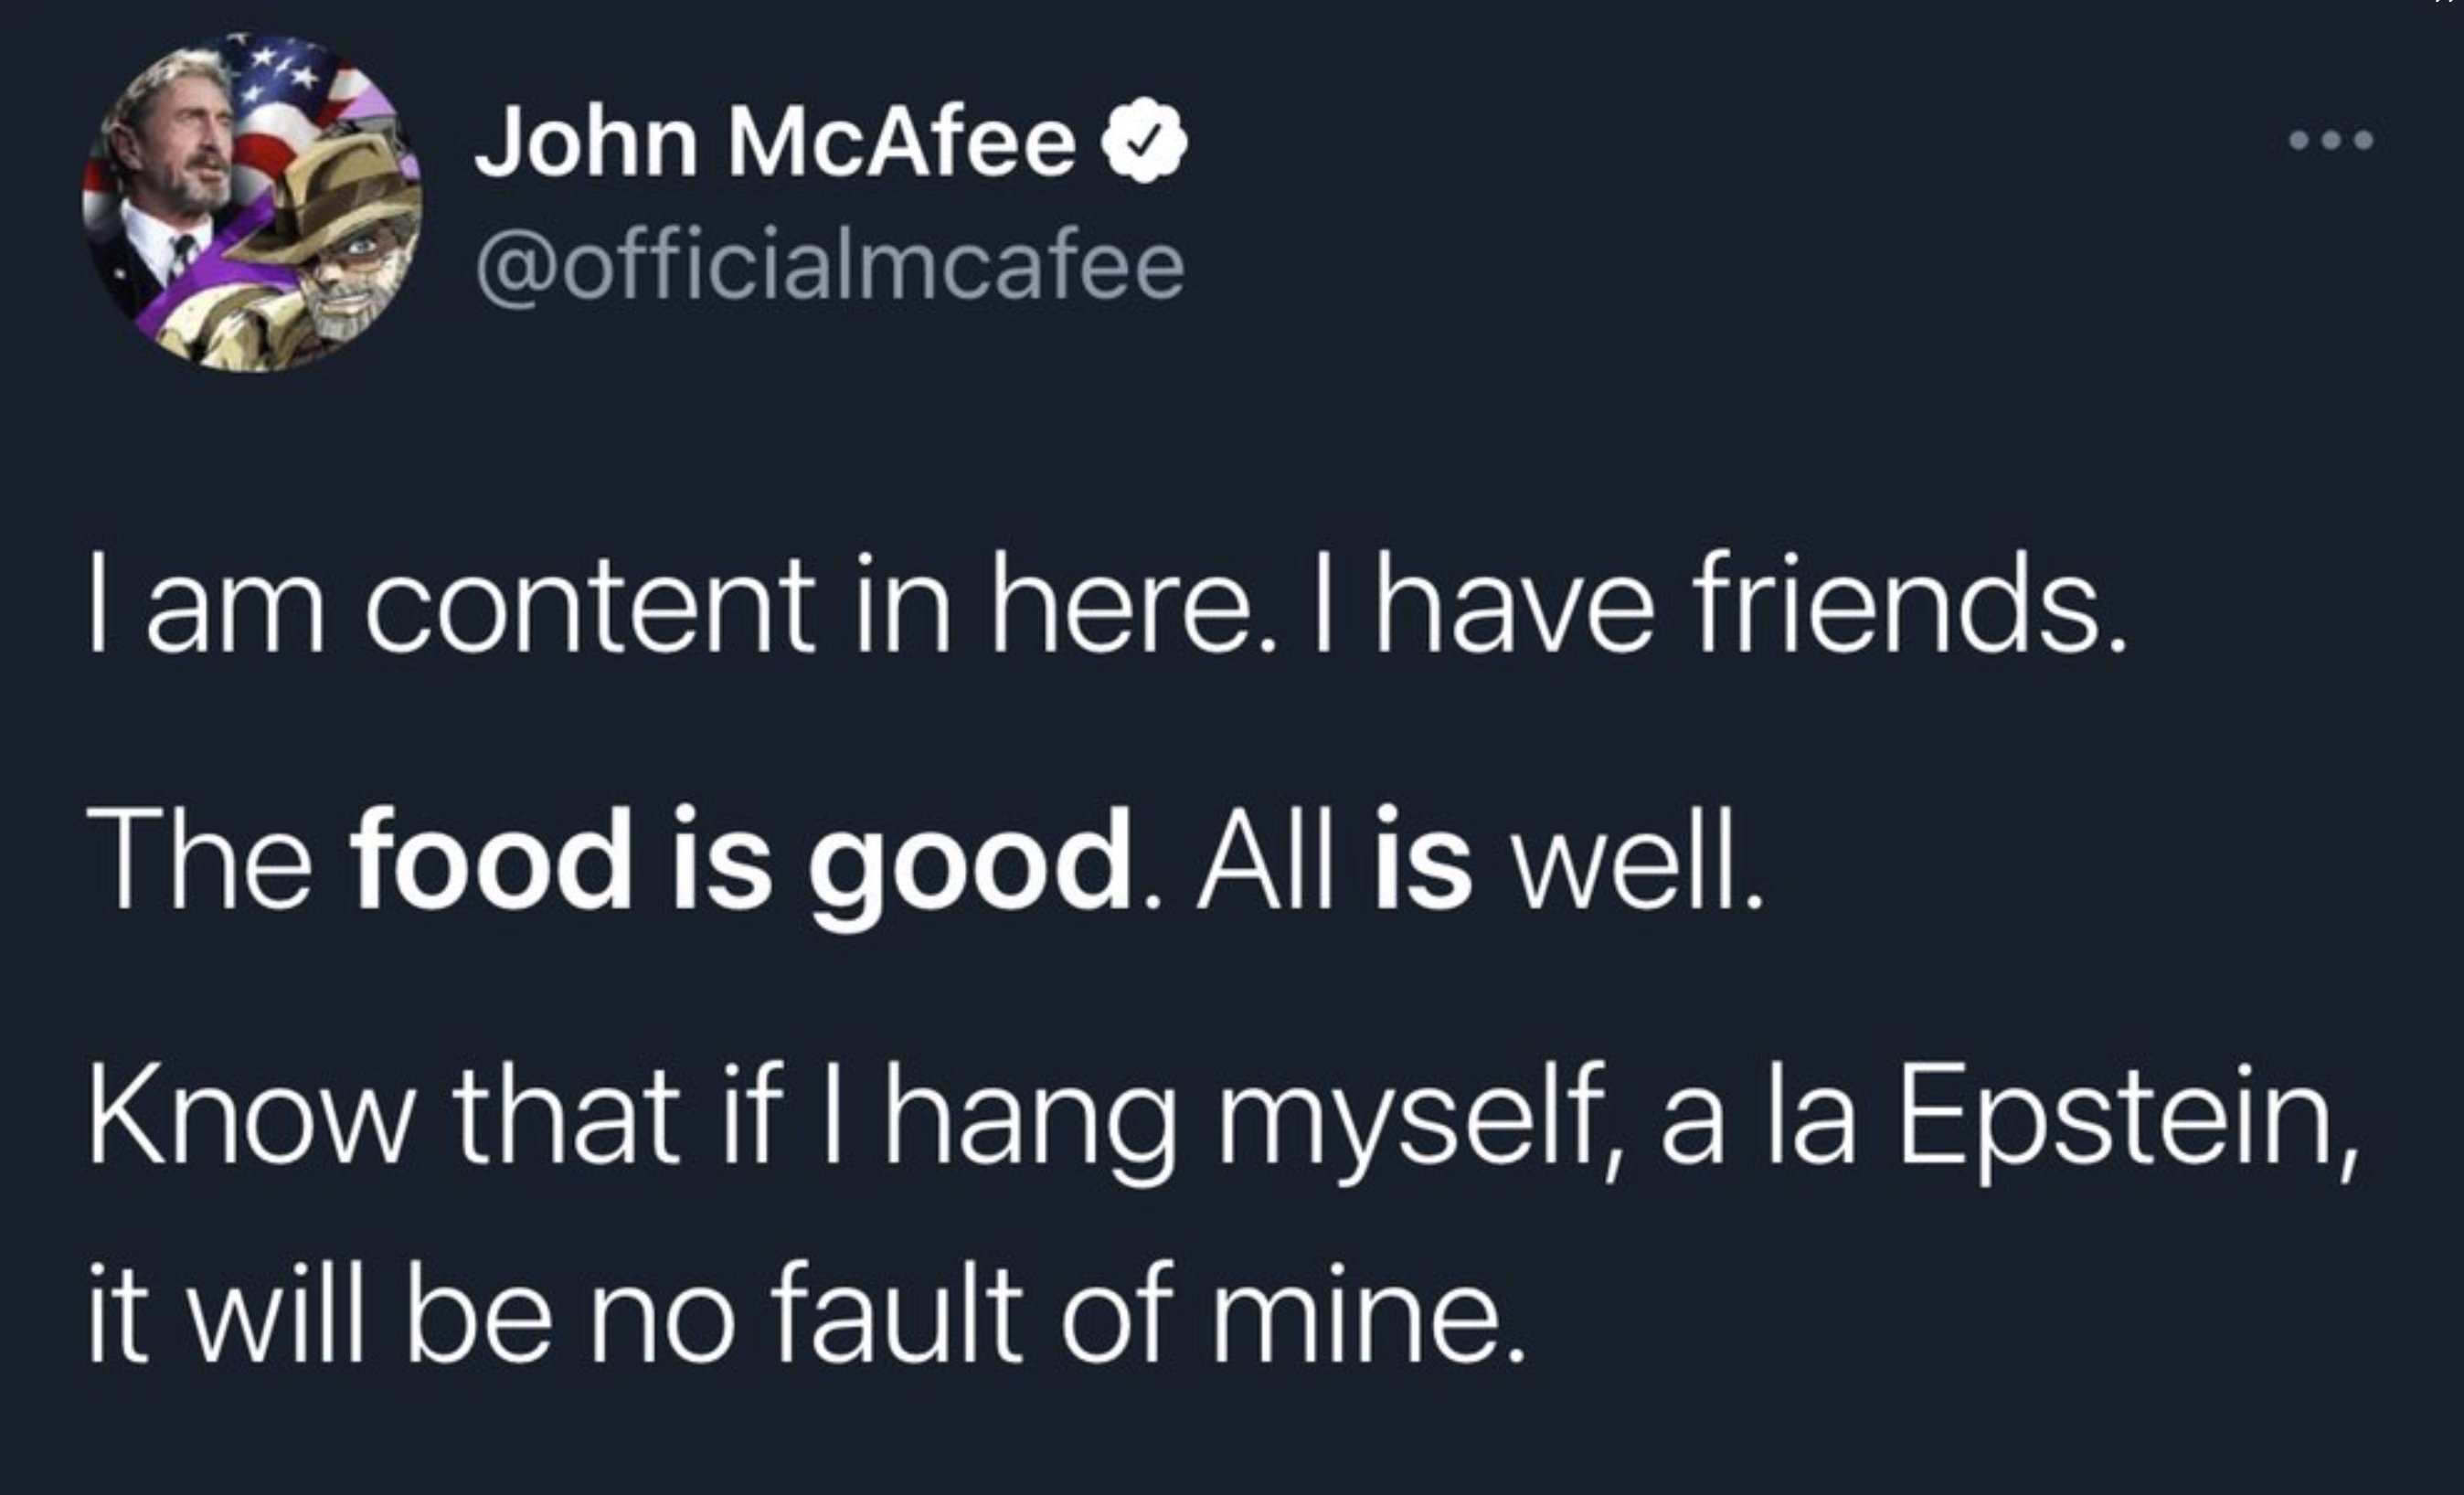 John McAfee
@officialmcafee
I am content in here. I have friends.
The food is good. All is well.
Know that if I hang myself, a la Epstein,
it will be no fault of mine.